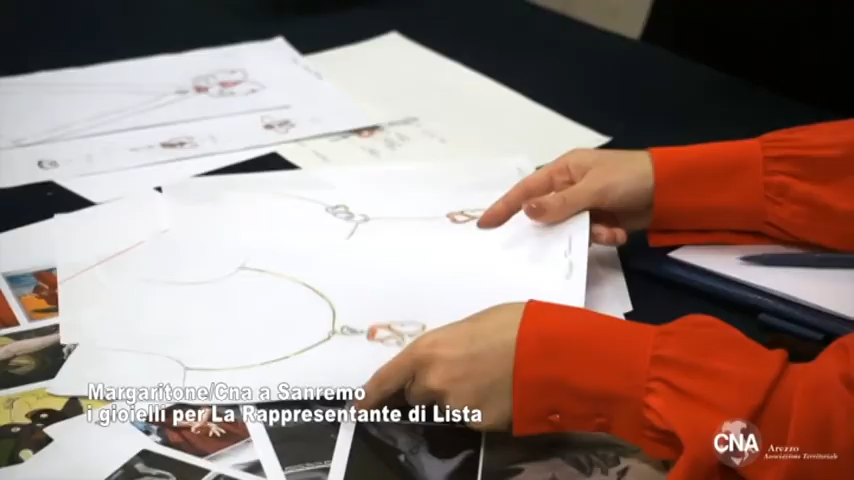 Margaritone/Cna a Sanremo
i gioielli per La Rappresentante di Lista
CNA
Arezzo
Associazione Territoriale